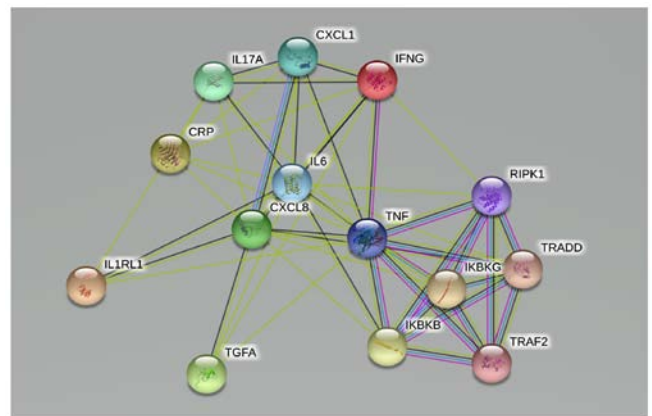 CXCL1
IL17A
IFNG
CRP
IL6
RIPK1
CXCL8
TNF
TRADD
IL1RL1
IKBKG
IKBKB
TRAF2
TGFA